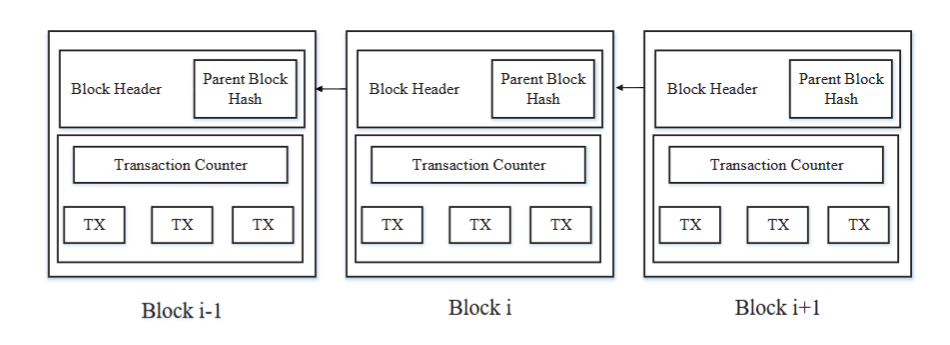 Block Header
Parent Block
Hash
Transaction Counter
TX TX TX
Block i-1
Block Header
Parent Block
Hash
Transaction Counter
TX TX TX
Block i
Block Header
Parent Block
Hash
Transaction Counter
TX TX TX
Block i+1